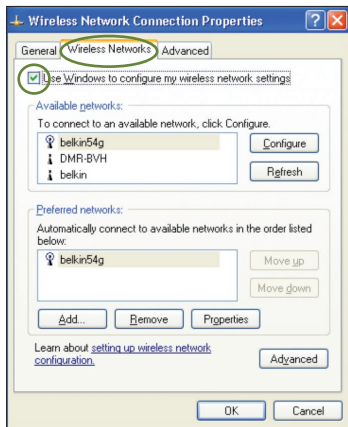 Wireless Network Connection Properties
General Wireless Networks Advanced
Use Windows to configure my wireless network settings
Available networks:
To connect to an available network, click Configure.
belkin54g
DMR-BVH
belkin
Configure
Refresh
Preferred networks:
Automatically connect to available networks in the order listed
below:
belkin54g
Move up
Move down
Add... Remove Properties
Learn about setting up wireless network
configuration.
Advanced
OK Cancel